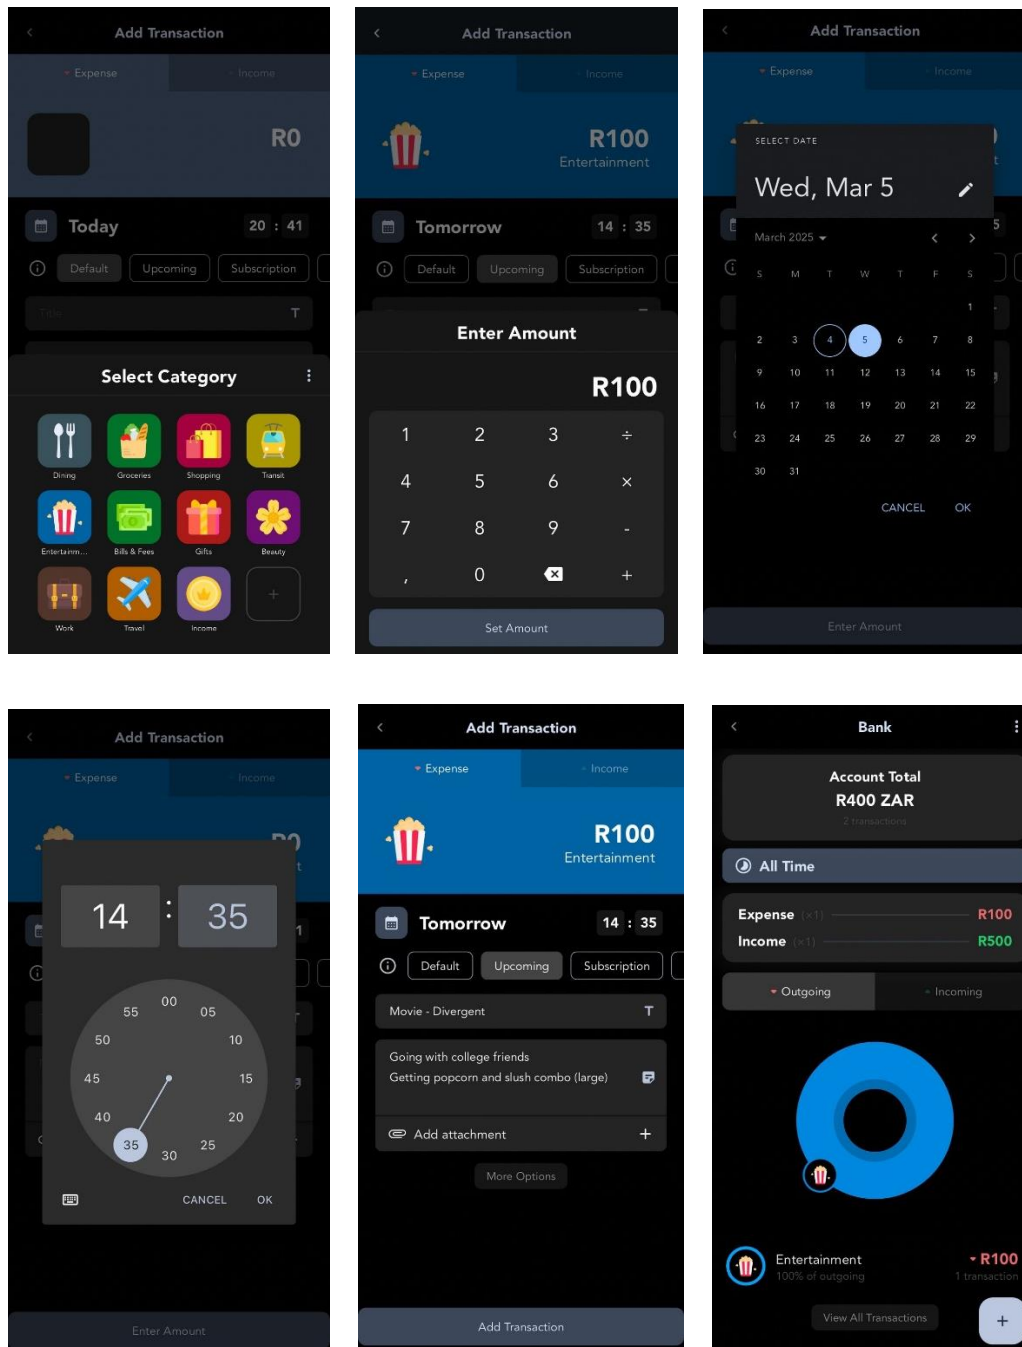 Add Transaction
Expense
Income
R0
Today
20 : 41
Default
Upcoming
Subscription
Title
T
Select Category
Dining
Groceries
Shopping
Transit
Entertainm...
Bills & Fees
Gifts
Beauty
Work
Travel
Income
+
Add Transaction
Expense
Income
R100
Entertainment
Tomorrow
14 : 35
Default
Upcoming
Subscription
Enter Amount
R100
1 2 3 ÷
4 5 6 ×
7 8 9 -
, 0 +
Set Amount
Add Transaction
Expense
Income
SELECT DATE
Wed, Mar 5
March 2025
S M T W T F S
1
2 3 4 5 6 7 8
9 10 11 12 13 14 15
16 17 18 19 20 21 22
23 24 25 26 27 28 29
30 31
CANCEL OK
Enter Amount
Add Transaction
Expense
Income
14 : 35
00
05
10
15
20
25
30
35
40
45
50
55
CANCEL OK
Enter Amount
Add Transaction
Expense
Income
R100
Entertainment
Tomorrow
14 : 35
Default
Upcoming
Subscription
Movie - Divergent
T
Going with college friends
Getting popcorn and slush combo (large)
Add attachment
+
More Options
Add Transaction
Bank
Account Total
R400 ZAR
2 transactions
All Time
Expense (×1) R100
Income (×1) R500
Outgoing
Incoming
Entertainment
R100
100% of outgoing
1 transaction
View All Transactions
+